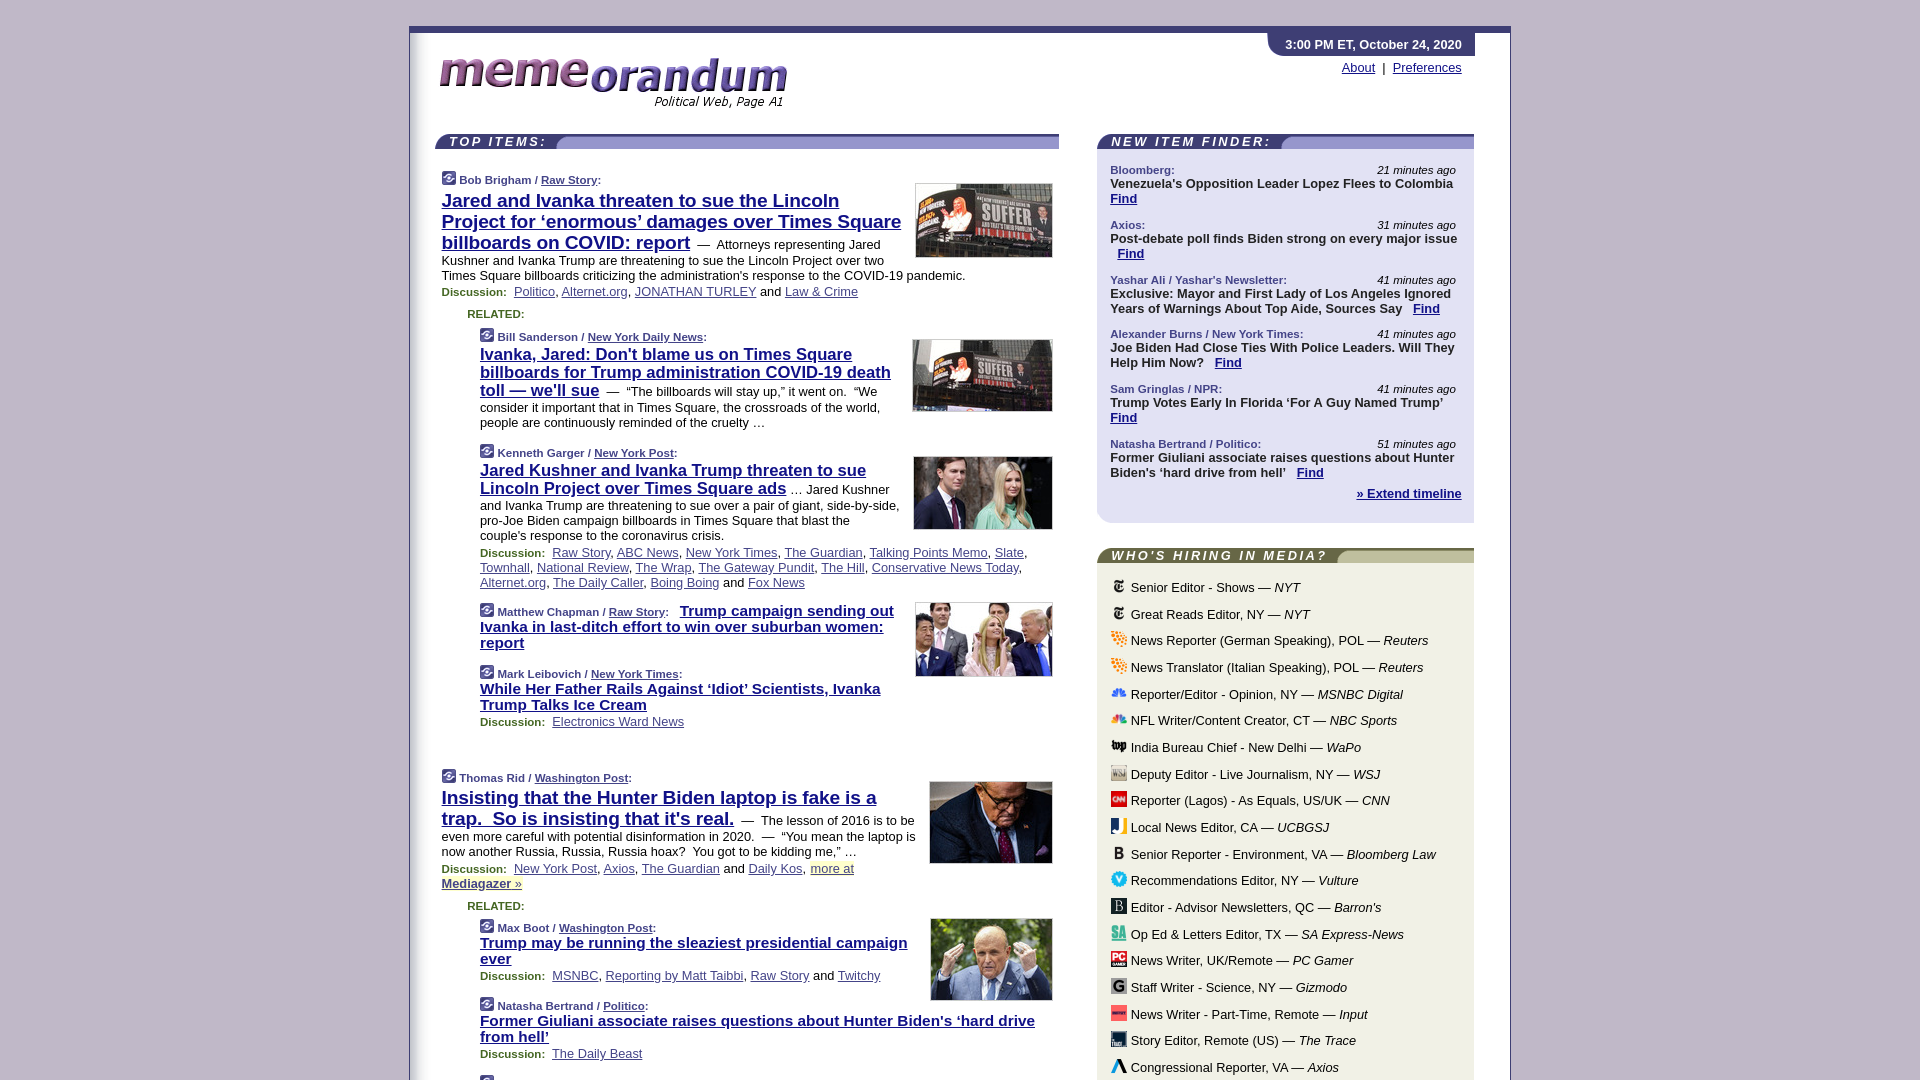 3:00 PM ET, October 24, 2020
memeorandum
Political Web, Page A1
About | Preferences
TOP ITEMS:
Bob Brigham / Raw Story:
Jared and Ivanka threaten to sue the Lincoln
Project for ‘enormous’ damages over Times Square
billboards on COVID: report — Attorneys representing Jared
Kushner and Ivanka Trump are threatening to sue the Lincoln Project over two
Times Square billboards criticizing the administration's response to the COVID-19 pandemic.
Discussion: Politico, Alternet.org, JONATHAN TURLEY and Law & Crime
RELATED:
Bill Sanderson / New York Daily News:
Ivanka, Jared: Don't blame us on Times Square
billboards for Trump administration COVID-19 death
toll — we'll sue — “The billboards will stay up,” it went on. “We
consider it important that in Times Square, the crossroads of the world,
people are continuously reminded of the cruelty …
Kenneth Garger / New York Post:
Jared Kushner and Ivanka Trump threaten to sue
Lincoln Project over Times Square ads … Jared Kushner
and Ivanka Trump are threatening to sue over a pair of giant, side-by-side,
pro-Joe Biden campaign billboards in Times Square that blast the
couple's response to the coronavirus crisis.
Discussion: Raw Story, ABC News, New York Times, The Guardian, Talking Points Memo, Slate,
Townhall, National Review, The Wrap, The Gateway Pundit, The Hill, Conservative News Today,
Alternet.org, The Daily Caller, Boing Boing and Fox News
Matthew Chapman / Raw Story: Trump campaign sending out
Ivanka in last-ditch effort to win over suburban women:
report
Mark Leibovich / New York Times:
While Her Father Rails Against ‘Idiot’ Scientists, Ivanka
Trump Talks Ice Cream
Discussion: Electronics Ward News
Thomas Rid / Washington Post:
Insisting that the Hunter Biden laptop is fake is a
trap. So is insisting that it's real. — The lesson of 2016 is to be
even more careful with potential disinformation in 2020. — “You mean the laptop is
now another Russia, Russia, Russia hoax? You got to be kidding me,” …
Discussion: New York Post, Axios, The Guardian and Daily Kos, more at
Mediagazer »
RELATED:
Max Boot / Washington Post:
Trump may be running the sleaziest presidential campaign
ever
Discussion: MSNBC, Reporting by Matt Taibbi, Raw Story and Twitchy
Natasha Bertrand / Politico:
Former Giuliani associate raises questions about Hunter Biden's ‘hard drive
from hell’
Discussion: The Daily Beast
SUFFER
SUFFER
NEW ITEM FINDER:
Bloomberg: 21 minutes ago
Venezuela's Opposition Leader Lopez Flees to Colombia
Find
Axios: 31 minutes ago
Post-debate poll finds Biden strong on every major issue
Find
Yashar Ali / Yashar's Newsletter: 41 minutes ago
Exclusive: Mayor and First Lady of Los Angeles Ignored
Years of Warnings About Top Aide, Sources Say Find
Alexander Burns / New York Times: 41 minutes ago
Joe Biden Had Close Ties With Police Leaders. Will They
Help Him Now? Find
Sam Gringlas / NPR: 41 minutes ago
Trump Votes Early In Florida ‘For A Guy Named Trump’
Find
Natasha Bertrand / Politico: 51 minutes ago
Former Giuliani associate raises questions about Hunter
Biden's ‘hard drive from hell’ Find
» Extend timeline
WHO'S HIRING IN MEDIA?
Senior Editor - Shows — NYT
Great Reads Editor, NY — NYT
News Reporter (German Speaking), POL — Reuters
News Translator (Italian Speaking), POL — Reuters
Reporter/Editor - Opinion, NY — MSNBC Digital
NFL Writer/Content Creator, CT — NBC Sports
India Bureau Chief - New Delhi — WaPo
Deputy Editor - Live Journalism, NY — WSJ
Reporter (Lagos) - As Equals, US/UK — CNN
Local News Editor, CA — UCBGSJ
Senior Reporter - Environment, VA — Bloomberg Law
Recommendations Editor, NY — Vulture
Editor - Advisor Newsletters, QC — Barron's
Op Ed & Letters Editor, TX — SA Express-News
News Writer, UK/Remote — PC Gamer
Staff Writer - Science, NY — Gizmodo
News Writer - Part-Time, Remote — Input
Story Editor, Remote (US) — The Trace
Congressional Reporter, VA — Axios